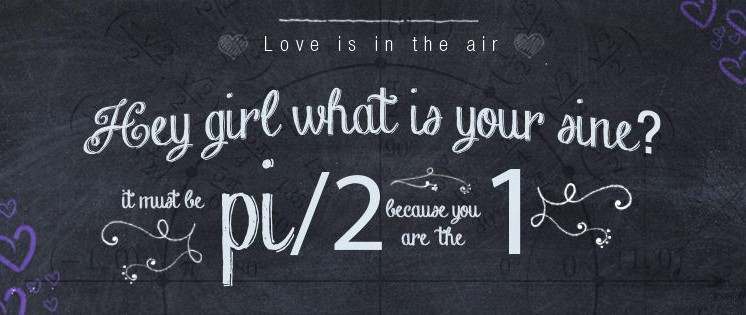 Love is in the air
Hey girl what is your sine?
it must be pi/2 because you are the 1